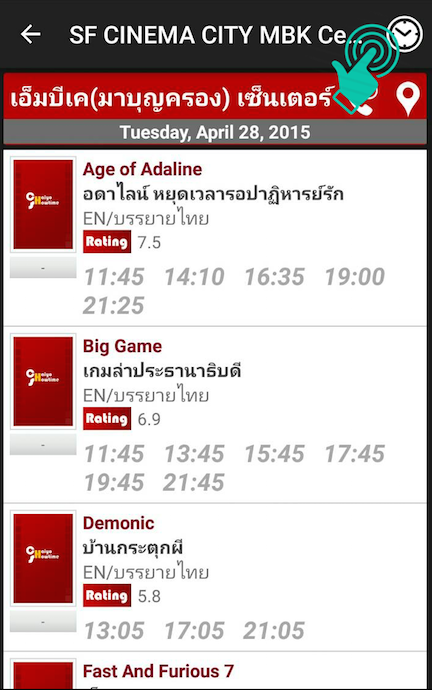 SF CINEMA CITY MBK Ce...
เอ็มบีเค(มาบุญครอง) เซ็นเตอร์
Tuesday, April 28, 2015
Age of Adaline
อดาไลน์ หยุดเวลารอปาฏิหารย์รัก
EN/บรรยายไทย
Rating 7.5
-
11:45 14:10 16:35 19:00
21:25
Big Game
เกมล่าประธานาธิบดี
EN/บรรยายไทย
Rating 6.9
-
11:45 13:45 15:45 17:45
19:45 21:45
Demonic
บ้านกระตุกผี
EN/บรรยายไทย
Rating 5.8
-
13:05 17:05 21:05
Fast And Furious 7